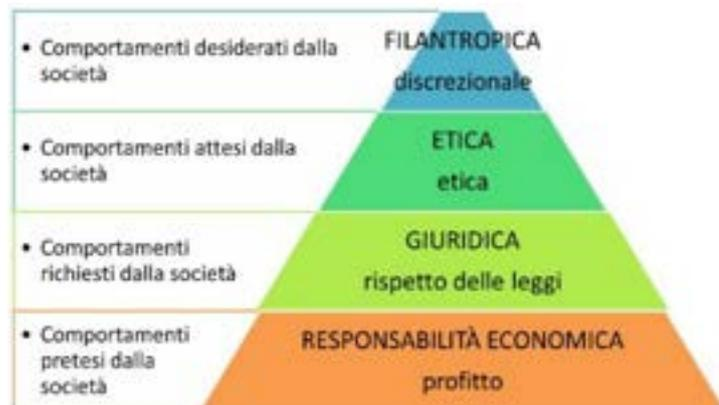 • Comportamenti desiderati dalla
società
FILANTROPICA
discrezionale
• Comportamenti attesi dalla
società
ETICA
etica
• Comportamenti
richiesti dalla società
GIURIDICA
rispetto delle leggi
• Comportamenti
pretesi dalla
società
RESPONSABILITÀ ECONOMICA
profitto